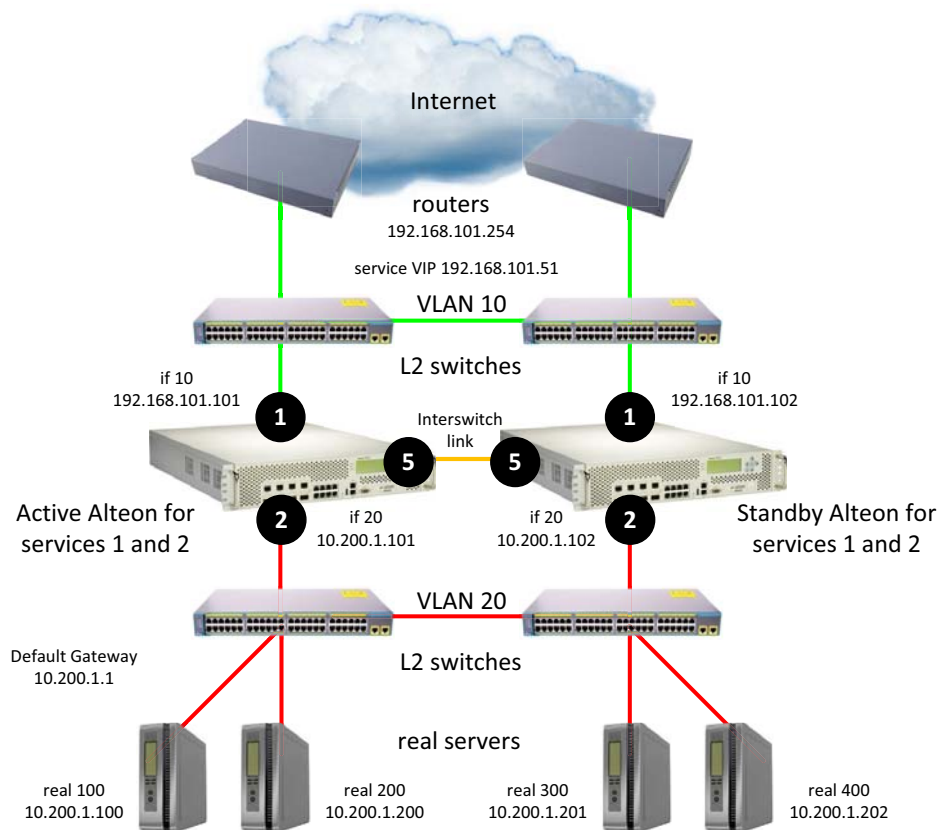 Internet
routers
192.168.101.254
service VIP 192.168.101.51
VLAN 10
L2 switches
if 10
192.168.101.101
if 10
192.168.101.102
1
1
Interswitch
link
5
5
Active Alteon for
services 1 and 2
2
if 20
10.200.1.101
if 20
10.200.1.102
2
Standby Alteon for
services 1 and 2
VLAN 20
L2 switches
Default Gateway
10.200.1.1
real servers
real 100
10.200.1.100
real 200
10.200.1.200
real 300
10.200.1.201
real 400
10.200.1.202